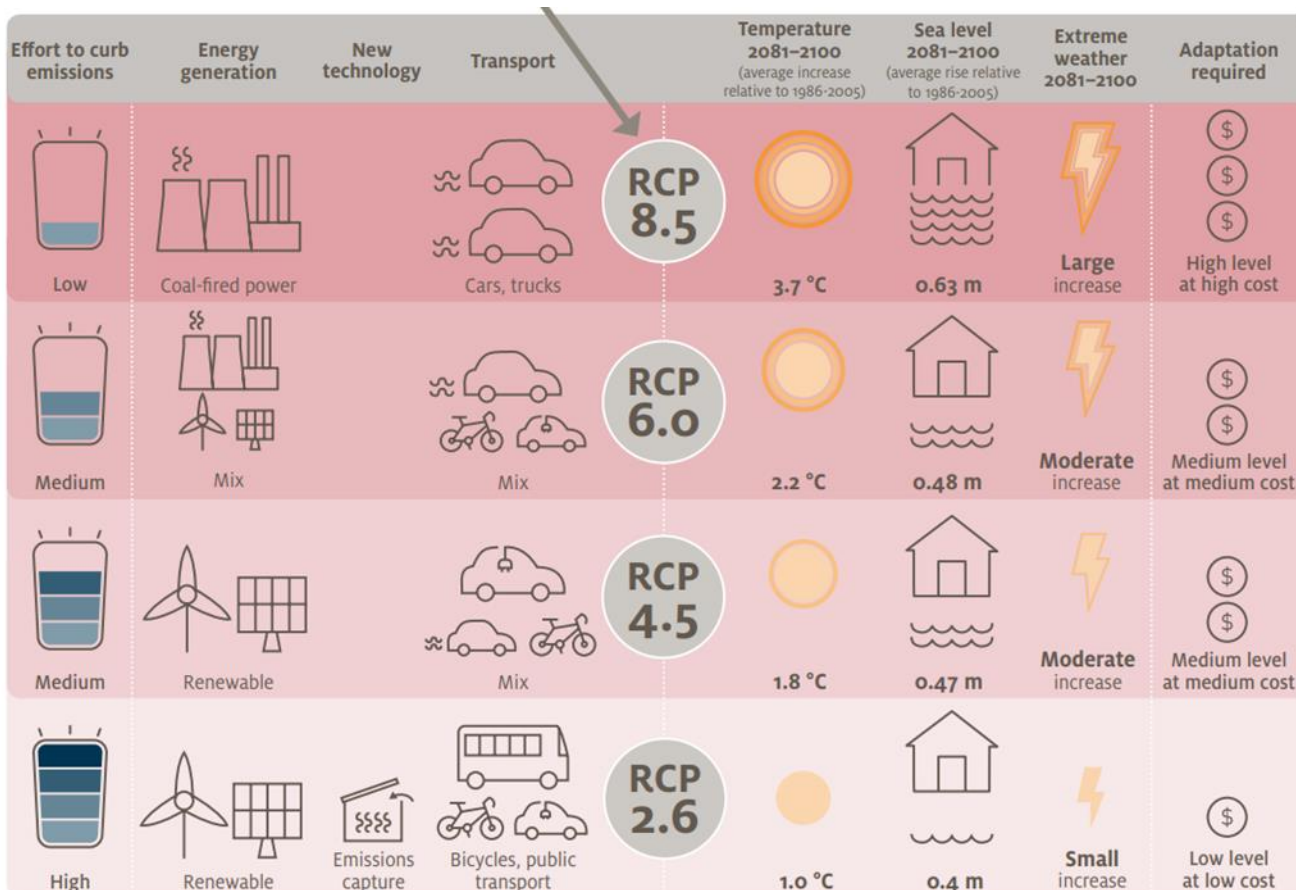 Effort to curb
emissions
Energy
generation
New
technology
Transport
Temperature
2081–2100
(average increase
relative to 1986-2005)
Sea level
2081–2100
(average rise relative
to 1986-2005)
Extreme
weather
2081–2100
Adaptation
required
Low
Coal-fired power
Cars, trucks
RCP
8.5
3.7 °C
0.63 m
Large
increase
$
$
$
High level
at high cost
Medium
Mix
Mix
RCP
6.0
2.2 °C
0.48 m
Moderate
increase
$
$
Medium level
at medium cost
Medium
Renewable
Mix
RCP
4.5
1.8 °C
0.47 m
Moderate
increase
$
$
Medium level
at medium cost
High
Renewable
Emissions
capture
Bicycles, public
transport
RCP
2.6
1.0 °C
0.4 m
Small
increase
$
Low level
at low cost